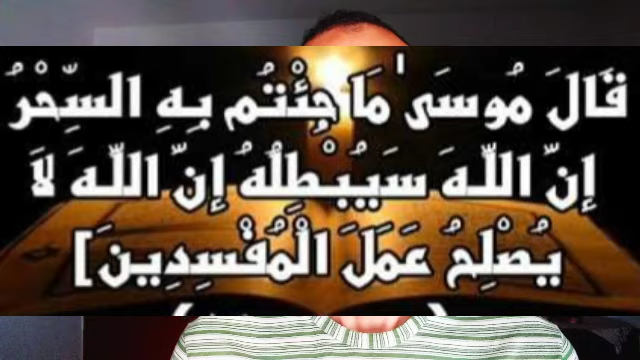 قَالَ مُوسَىٰ مَا جِئْتُم بِهِ السِّحْرُ
إِنَّ اللَّهَ سَيُبْطِلُهُ إِنَّ اللَّهَ لَا
يُصْلِحُ عَمَلَ الْمُفْسِدِينَ]